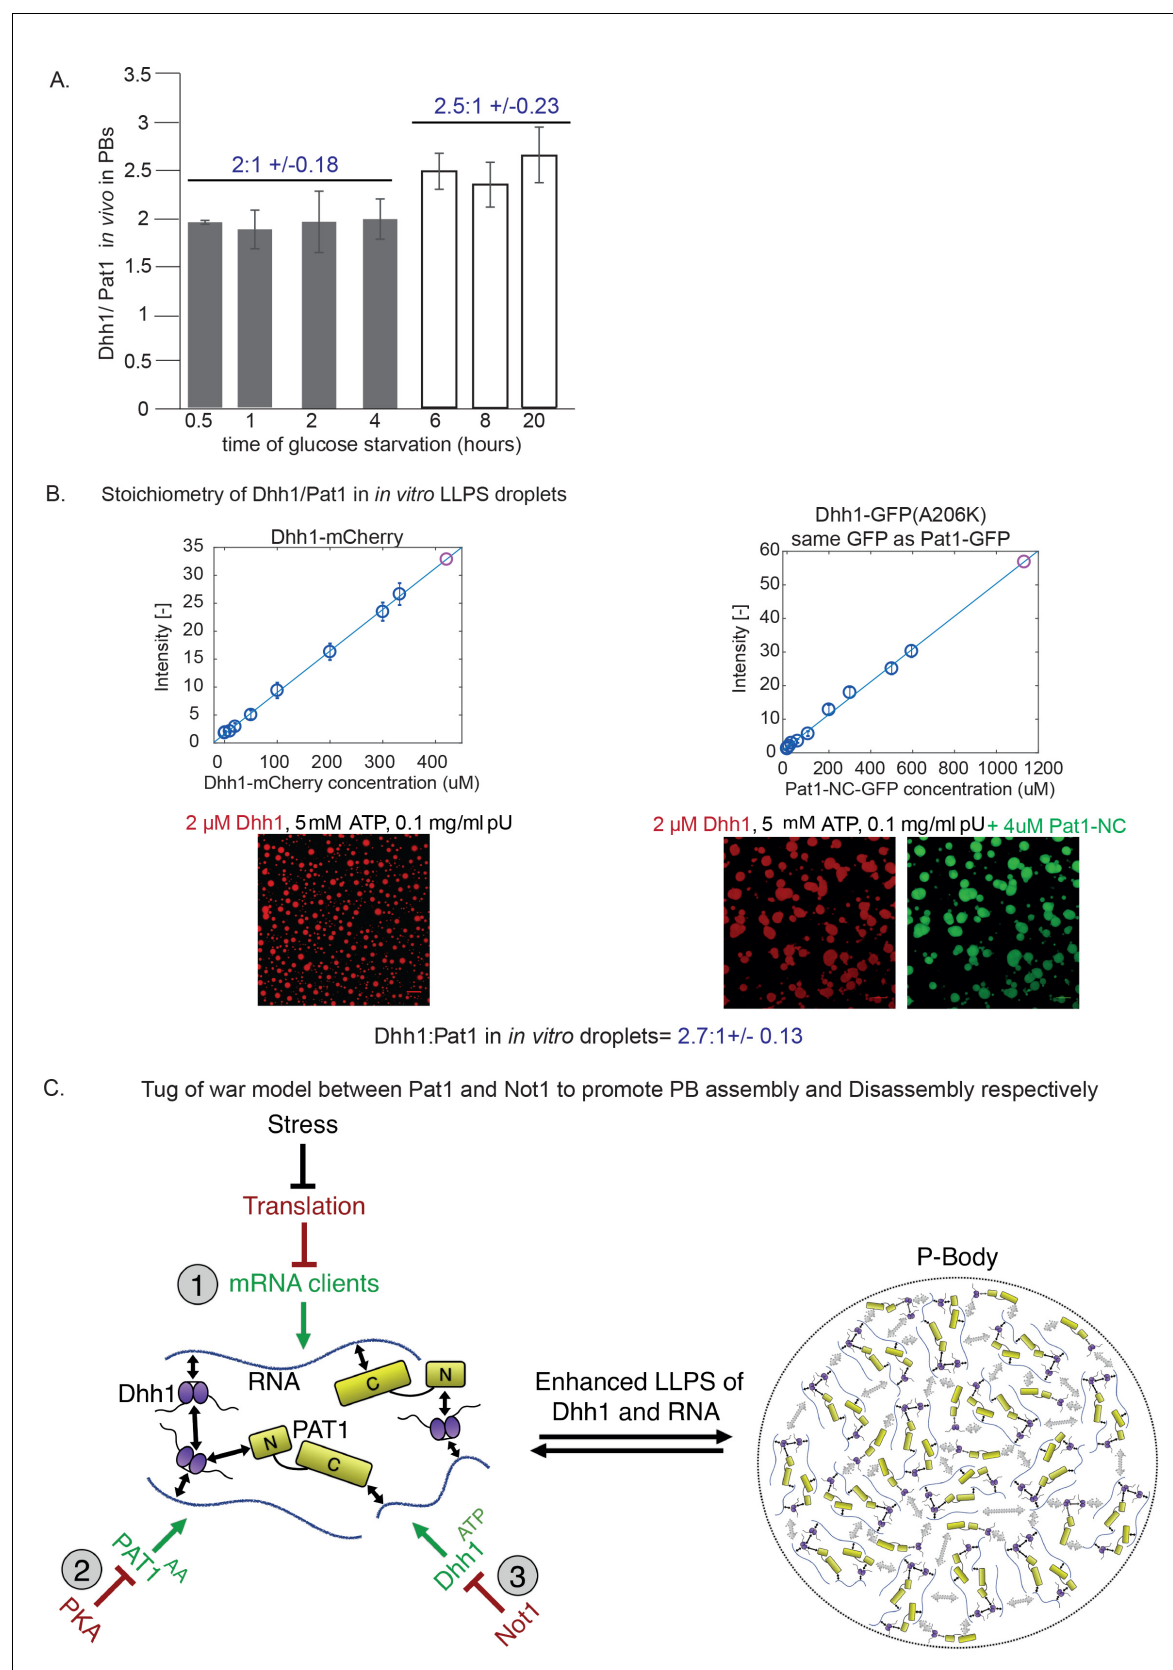 A.
3.5
3
2.5
2
1.5
1
0.5
0
Dhh1/ Pat1 in vivo in PBs
2:1 +/-0.18
2.5:1 +/-0.23
0.5 1 2 4 6 8 20
time of glucose starvation (hours)
B. Stoichiometry of Dhh1/Pat1 in in vitro LLPS droplets
Dhh1-mCherry
35
30
25
20
15
10
5
0
Intensity [-]
0 100 200 300 400
Dhh1-mCherry concentration (uM)
2 µM Dhh1, 5 mM ATP, 0.1 mg/ml pU
Dhh1-GFP(A206K)
same GFP as Pat1-GFP
60
50
40
30
20
10
0
Intensity [-]
0 200 400 600 800 1000 1200
Pat1-NC-GFP concentration (uM)
2 µM Dhh1, 5 mM ATP, 0.1 mg/ml pU + 4uM Pat1-NC
Dhh1:Pat1 in in vitro droplets= 2.7:1+/- 0.13
C. Tug of war model between Pat1 and Not1 to promote PB assembly and Disassembly respectively
Stress
Translation
1 mRNA clients
RNA
Dhh1
C
N
N
PAT1
C
2
PAT1 AA
PKA
Dhh1 ATP
3
Not1
Enhanced LLPS of
Dhh1 and RNA
P-Body